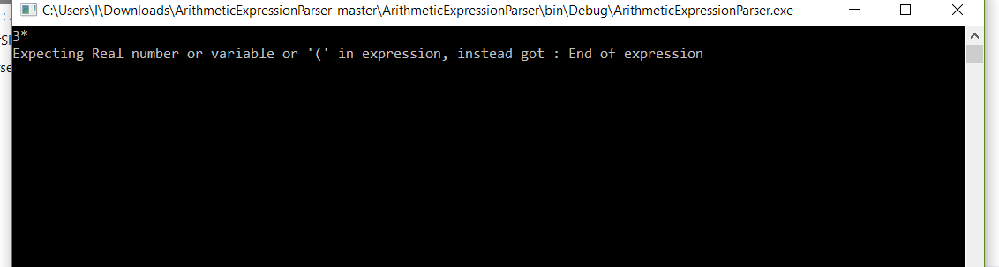 C:\Users\I\Downloads\ArithmeticExpressionParser-master\ArithmeticExpressionParser\bin\Debug\ArithmeticExpressionParser.exe
3*
Expecting Real number or variable or '(' in expression, instead got : End of expression